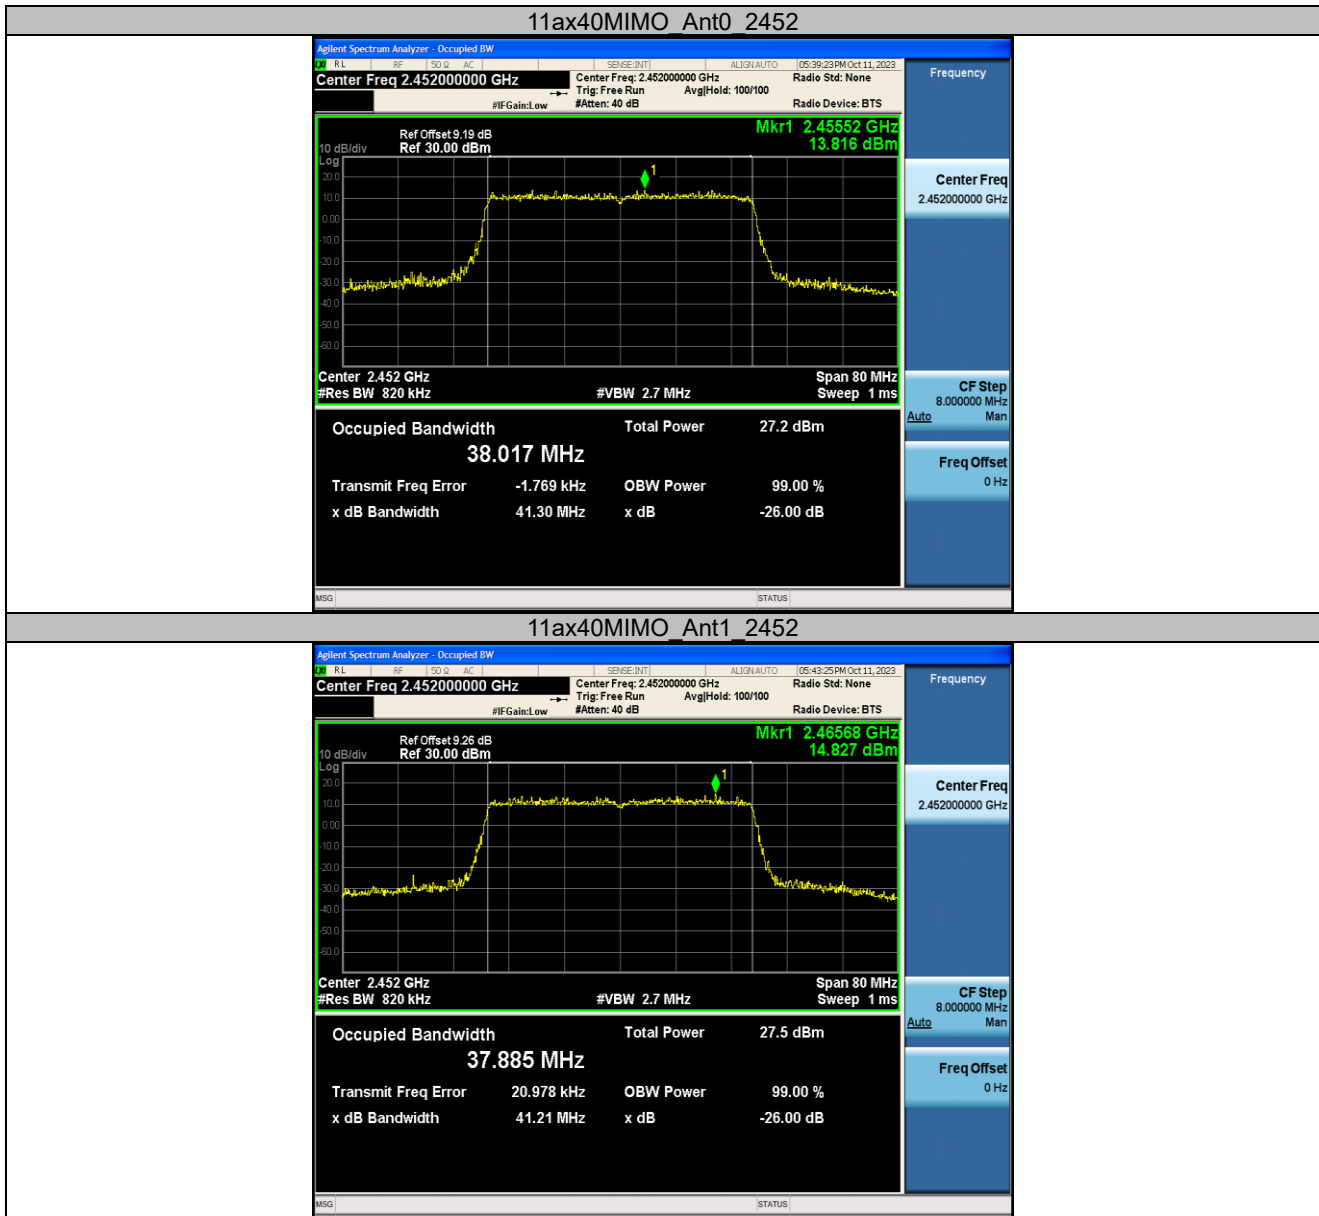 11ax40MIMO_Ant0_2452
Agilent Spectrum Analyzer - Occupied BW
RL RF 50 Ω AC SENSE:INT ALIGN AUTO 05:39:23 PM Oct 11, 2023
Center Freq 2.452000000 GHz
Center Freq: 2.452000000 GHz Radio Std: None
Trig: Free Run Avg|Hold: 100/100
#IFGain:Low #Atten: 40 dB Radio Device: BTS
Frequency
Mkr1 2.45552 GHz
13.816 dBm
Ref Offset 9.19 dB
10 dB/div Ref 30.00 dBm
Log
1
20.0
10.0
0.00
-10.0
-20.0
-30.0
-40.0
-50.0
-60.0
Center 2.452 GHz Span 80 MHz
#Res BW 820 kHz #VBW 2.7 MHz Sweep 1 ms
Center Freq
2.452000000 GHz
CF Step
8.000000 MHz
Auto Man
Freq Offset
0 Hz
Occupied Bandwidth Total Power 27.2 dBm
38.017 MHz
Transmit Freq Error -1.769 kHz OBW Power 99.00 %
x dB Bandwidth 41.30 MHz x dB -26.00 dB
MSG STATUS
11ax40MIMO_Ant1_2452
Agilent Spectrum Analyzer - Occupied BW
RL RF 50 Ω AC SENSE:INT ALIGN AUTO 05:43:25 PM Oct 11, 2023
Center Freq 2.452000000 GHz
Center Freq: 2.452000000 GHz Radio Std: None
Trig: Free Run Avg|Hold: 100/100
#IFGain:Low #Atten: 40 dB Radio Device: BTS
Frequency
Mkr1 2.46568 GHz
14.827 dBm
Ref Offset 9.26 dB
10 dB/div Ref 30.00 dBm
Log
1
20.0
10.0
0.00
-10.0
-20.0
-30.0
-40.0
-50.0
-60.0
Center 2.452 GHz Span 80 MHz
#Res BW 820 kHz #VBW 2.7 MHz Sweep 1 ms
Center Freq
2.452000000 GHz
CF Step
8.000000 MHz
Auto Man
Freq Offset
0 Hz
Occupied Bandwidth Total Power 27.5 dBm
37.885 MHz
Transmit Freq Error 20.978 kHz OBW Power 99.00 %
x dB Bandwidth 41.21 MHz x dB -26.00 dB
MSG STATUS